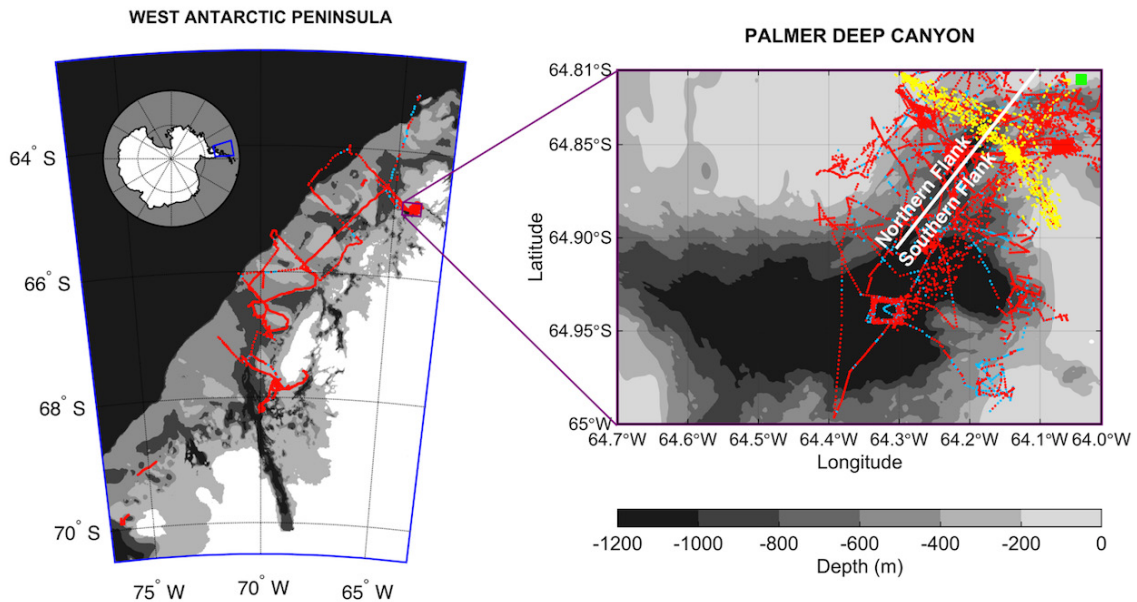 WEST ANTARCTIC PENINSULA
64° S
66° S
68° S
70° S
75° W
70° W
65° W
PALMER DEEP CANYON
64.81°S
64.85°S
64.90°S
64.95°S
65°W
Latitude
Northern Flank
Southern Flank
64.7°W 64.6°W 64.5°W 64.4°W 64.3°W 64.2°W 64.1°W 64.0°W
Longitude
-1200 -1000 -800 -600 -400 -200 0
Depth (m)